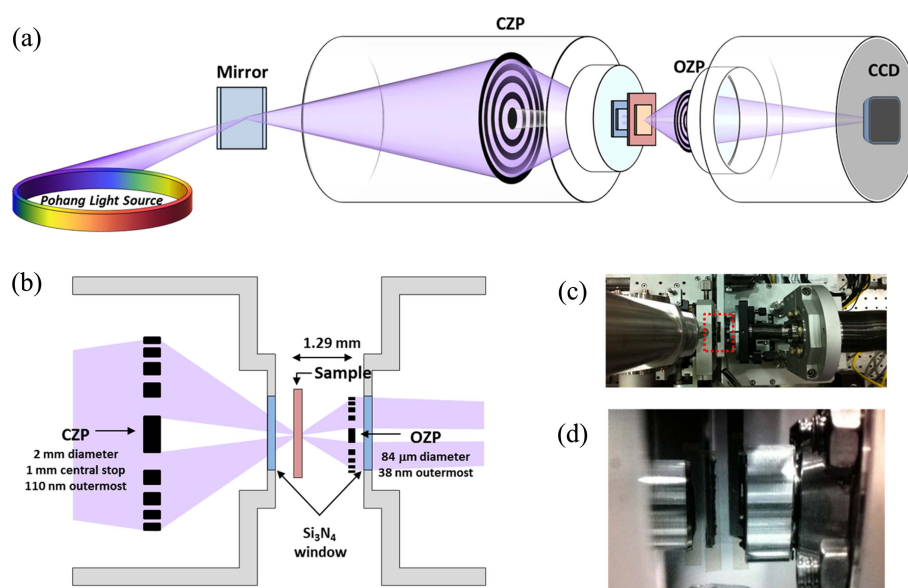 (a)
CZP
Mirror
OZP
CCD
Pohang Light Source
(b)
1.29 mm
Sample
CZP
2 mm diameter
1 mm central stop
110 nm outermost
OZP
84 μm diameter
38 nm outermost
Si₃N₄
window
(c)
(d)